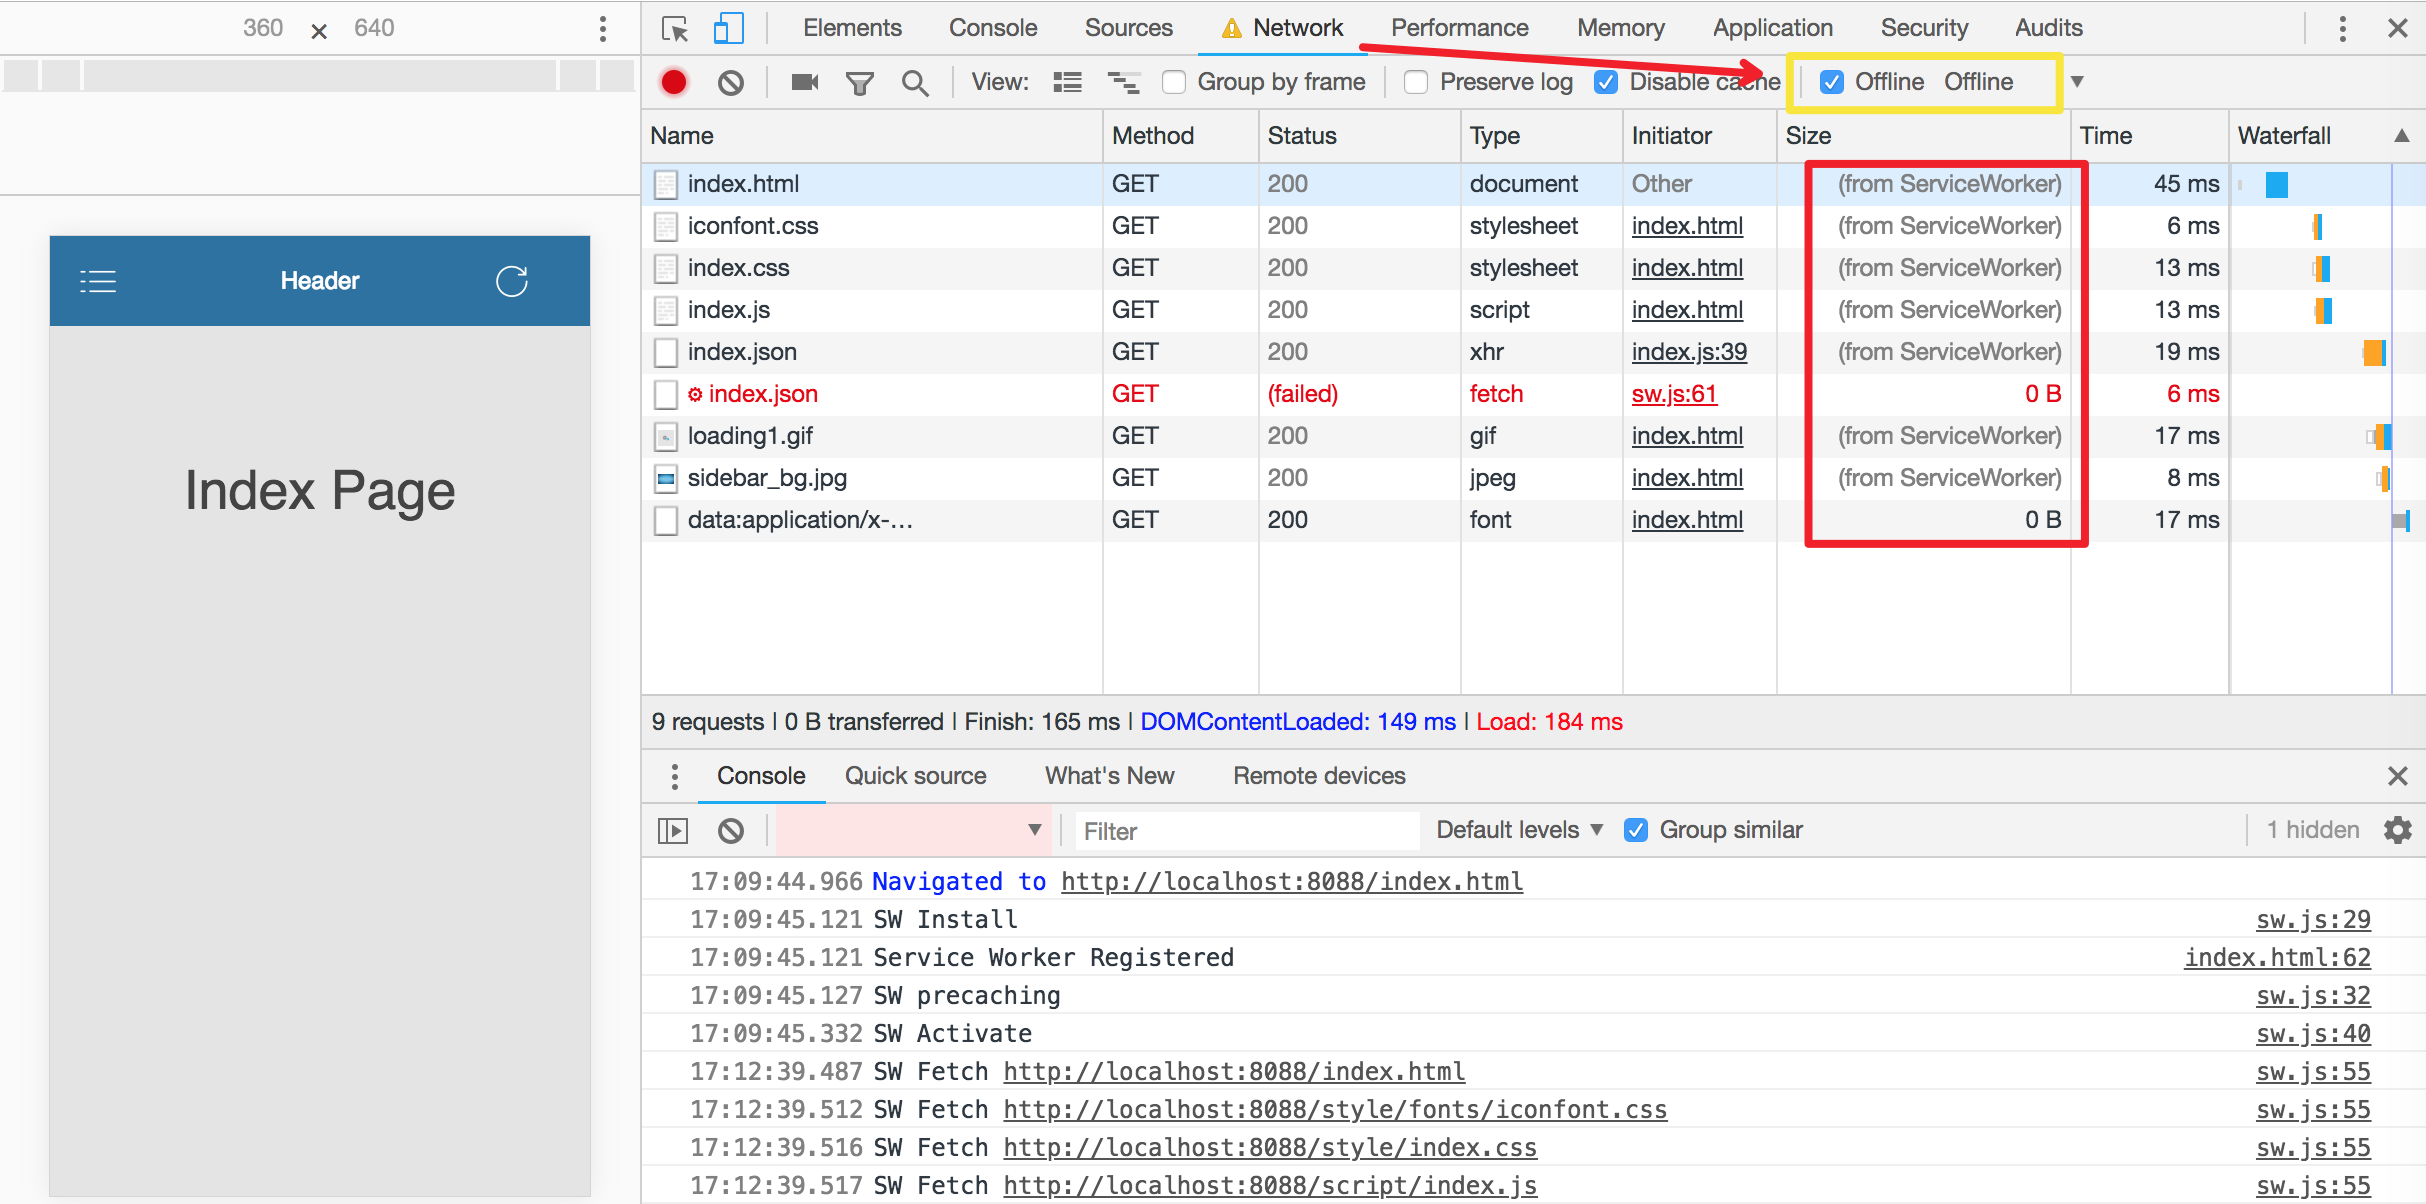 360 × 640
Header
Index Page
Elements Console Sources Network Performance Memory Application Security Audits
View: Group by frame Preserve log Disable cache Offline Offline
Name Method Status Type Initiator Size Time Waterfall
index.html GET 200 document Other (from ServiceWorker) 45 ms
iconfont.css GET 200 stylesheet index.html (from ServiceWorker) 6 ms
index.css GET 200 stylesheet index.html (from ServiceWorker) 13 ms
index.js GET 200 script index.html (from ServiceWorker) 13 ms
index.json GET 200 xhr index.js:39 (from ServiceWorker) 19 ms
index.json GET (failed) fetch sw.js:61 0 B 6 ms
loading1.gif GET 200 gif index.html (from ServiceWorker) 17 ms
sidebar_bg.jpg GET 200 jpeg index.html (from ServiceWorker) 8 ms
data:application/x-... GET 200 font index.html 0 B 17 ms
9 requests | 0 B transferred | Finish: 165 ms | DOMContentLoaded: 149 ms | Load: 184 ms
Console Quick source What's New Remote devices
Filter Default levels Group similar 1 hidden
17:09:44.966 Navigated to http://localhost:8088/index.html
17:09:45.121 SW Install sw.js:29
17:09:45.121 Service Worker Registered index.html:62
17:09:45.127 SW precaching sw.js:32
17:09:45.332 SW Activate sw.js:40
17:12:39.487 SW Fetch http://localhost:8088/index.html sw.js:55
17:12:39.512 SW Fetch http://localhost:8088/style/fonts/iconfont.css sw.js:55
17:12:39.516 SW Fetch http://localhost:8088/style/index.css sw.js:55
17:12:39.517 SW Fetch http://localhost:8088/script/index.js sw.js:55